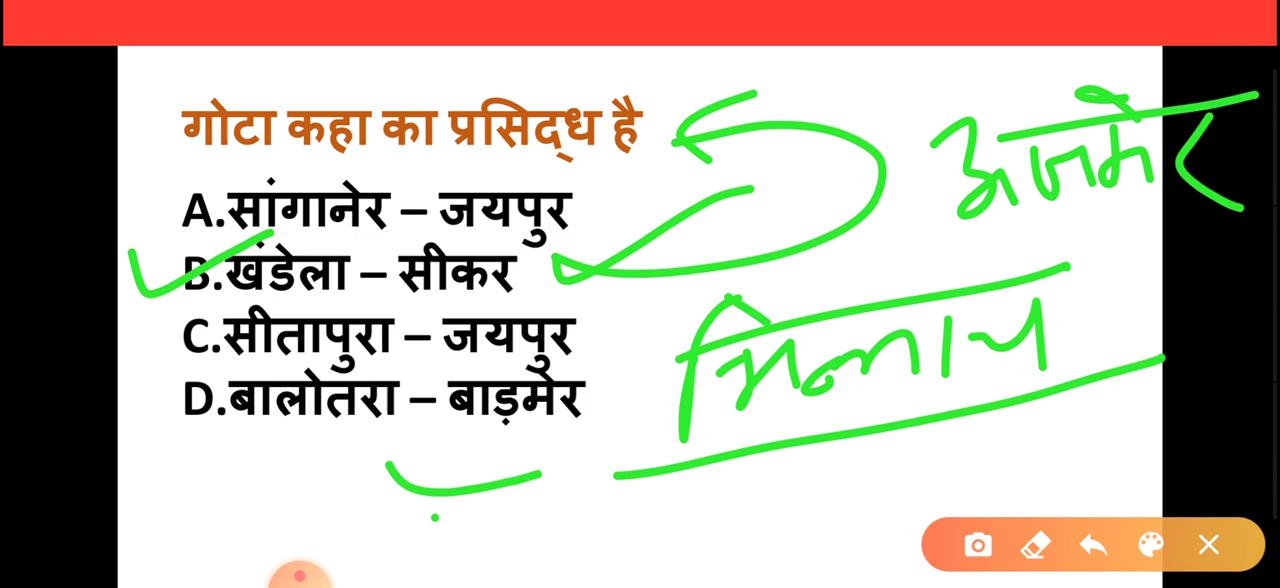 गोटा कहा का प्रसिद्ध है
A.सांगानेर – जयपुर
B.खंडेला – सीकर
C.सीतापुरा – जयपुर
D.बालोतरा – बाड़मेर
अजमेर
भिनाय